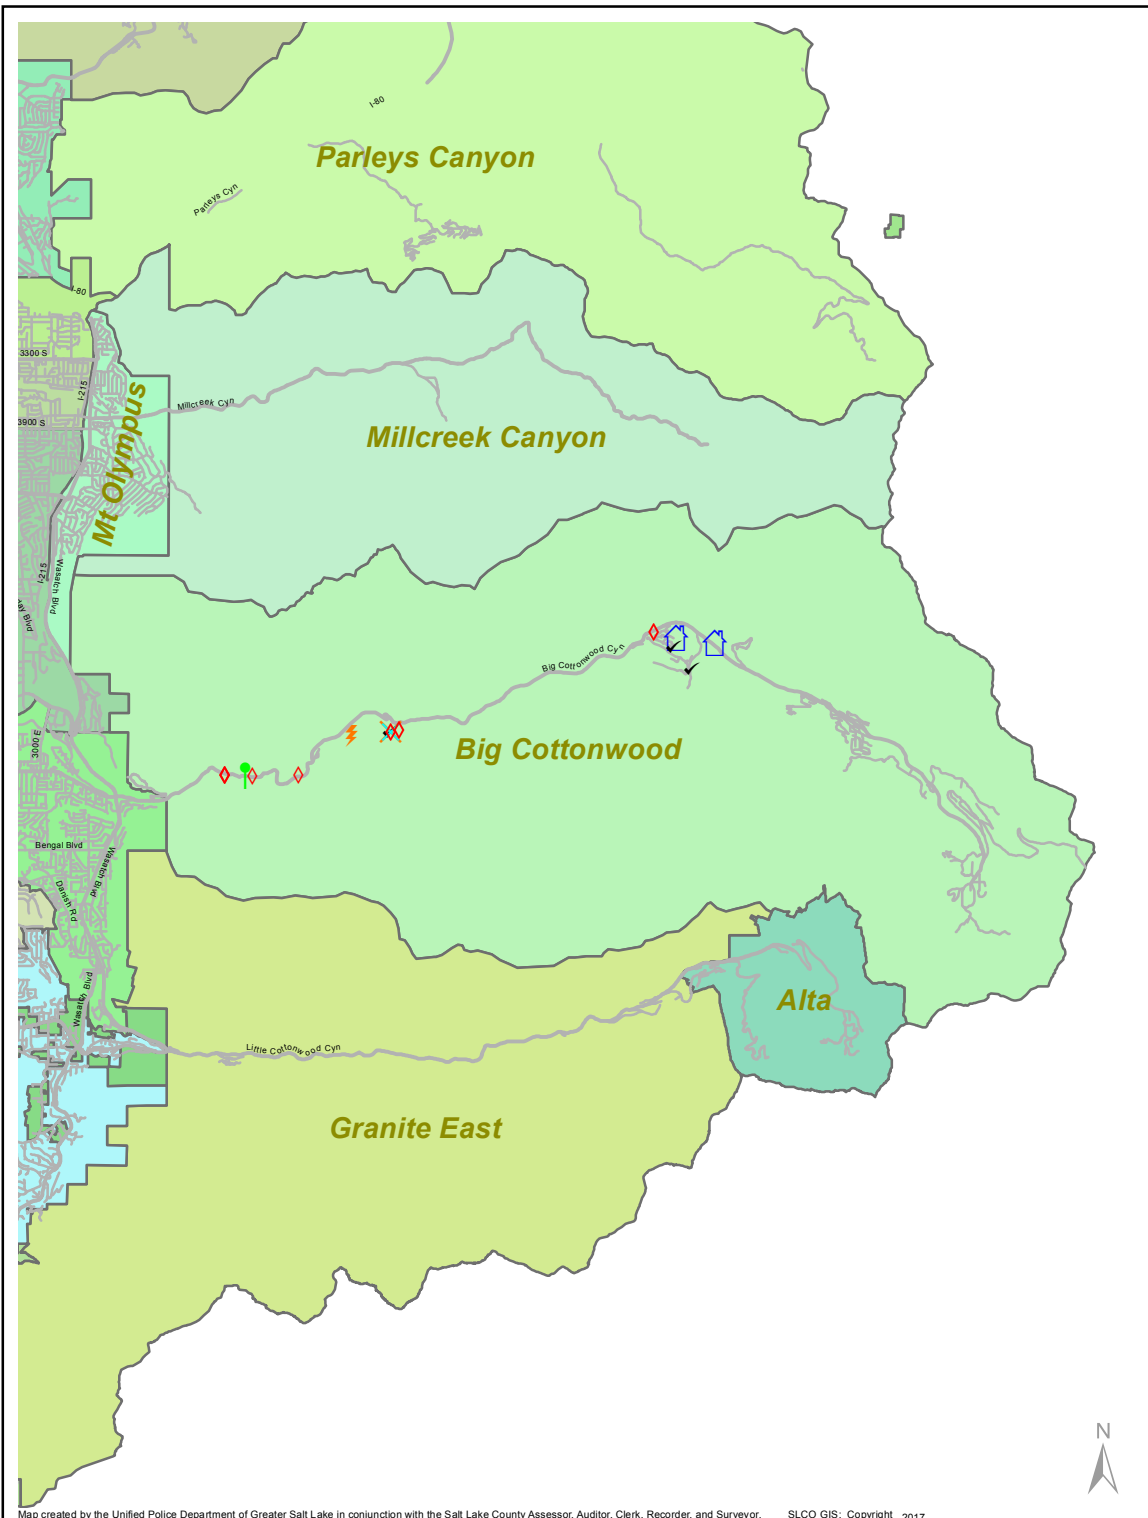 I-80
Parleys Canyon
Parleys Cyn
I-80
3300 S
I-215
Millcreek Cyn
3900 S
Mt Olympus
Millcreek Canyon
I-215
Wasatch Blvd
ay Blvd
Big Cottonwood Cyn
3000 E
Big Cottonwood
Bengal Blvd
Wasatch Blvd
Danish Rd
Wasatch Blvd
Alta
Little Cottonwood Cyn
Granite East
N
Map created by the Unified Police Department of Greater Salt Lake in conjunction with the Salt Lake County Assessor, Auditor, Clerk, Recorder, and Surveyor. SLCO GIS: Copyright 2017